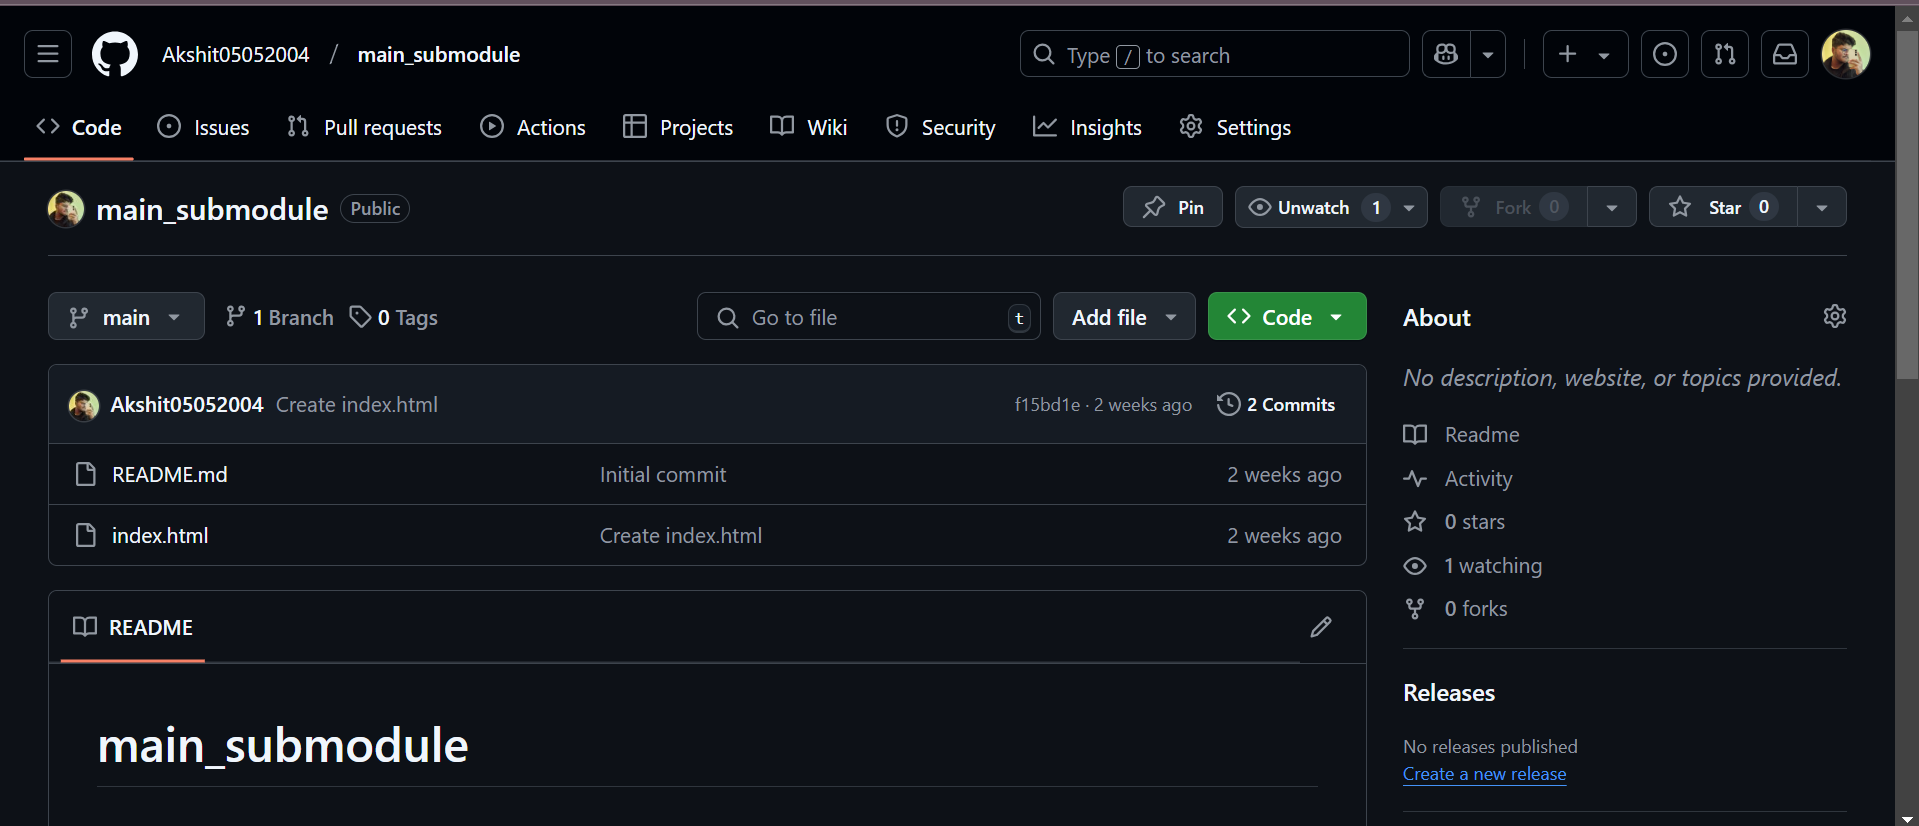 Akshit05052004 / main_submodule
Type / to search
Code Issues Pull requests Actions Projects Wiki Security Insights Settings
main_submodule Public
Pin Unwatch 1 Fork 0 Star 0
main 1 Branch 0 Tags
Go to file t Add file Code
Akshit05052004 Create index.html f15bd1e · 2 weeks ago 2 Commits
README.md Initial commit 2 weeks ago
index.html Create index.html 2 weeks ago
README
main_submodule
About
No description, website, or topics provided.
Readme
Activity
0 stars
1 watching
0 forks
Releases
No releases published
Create a new release